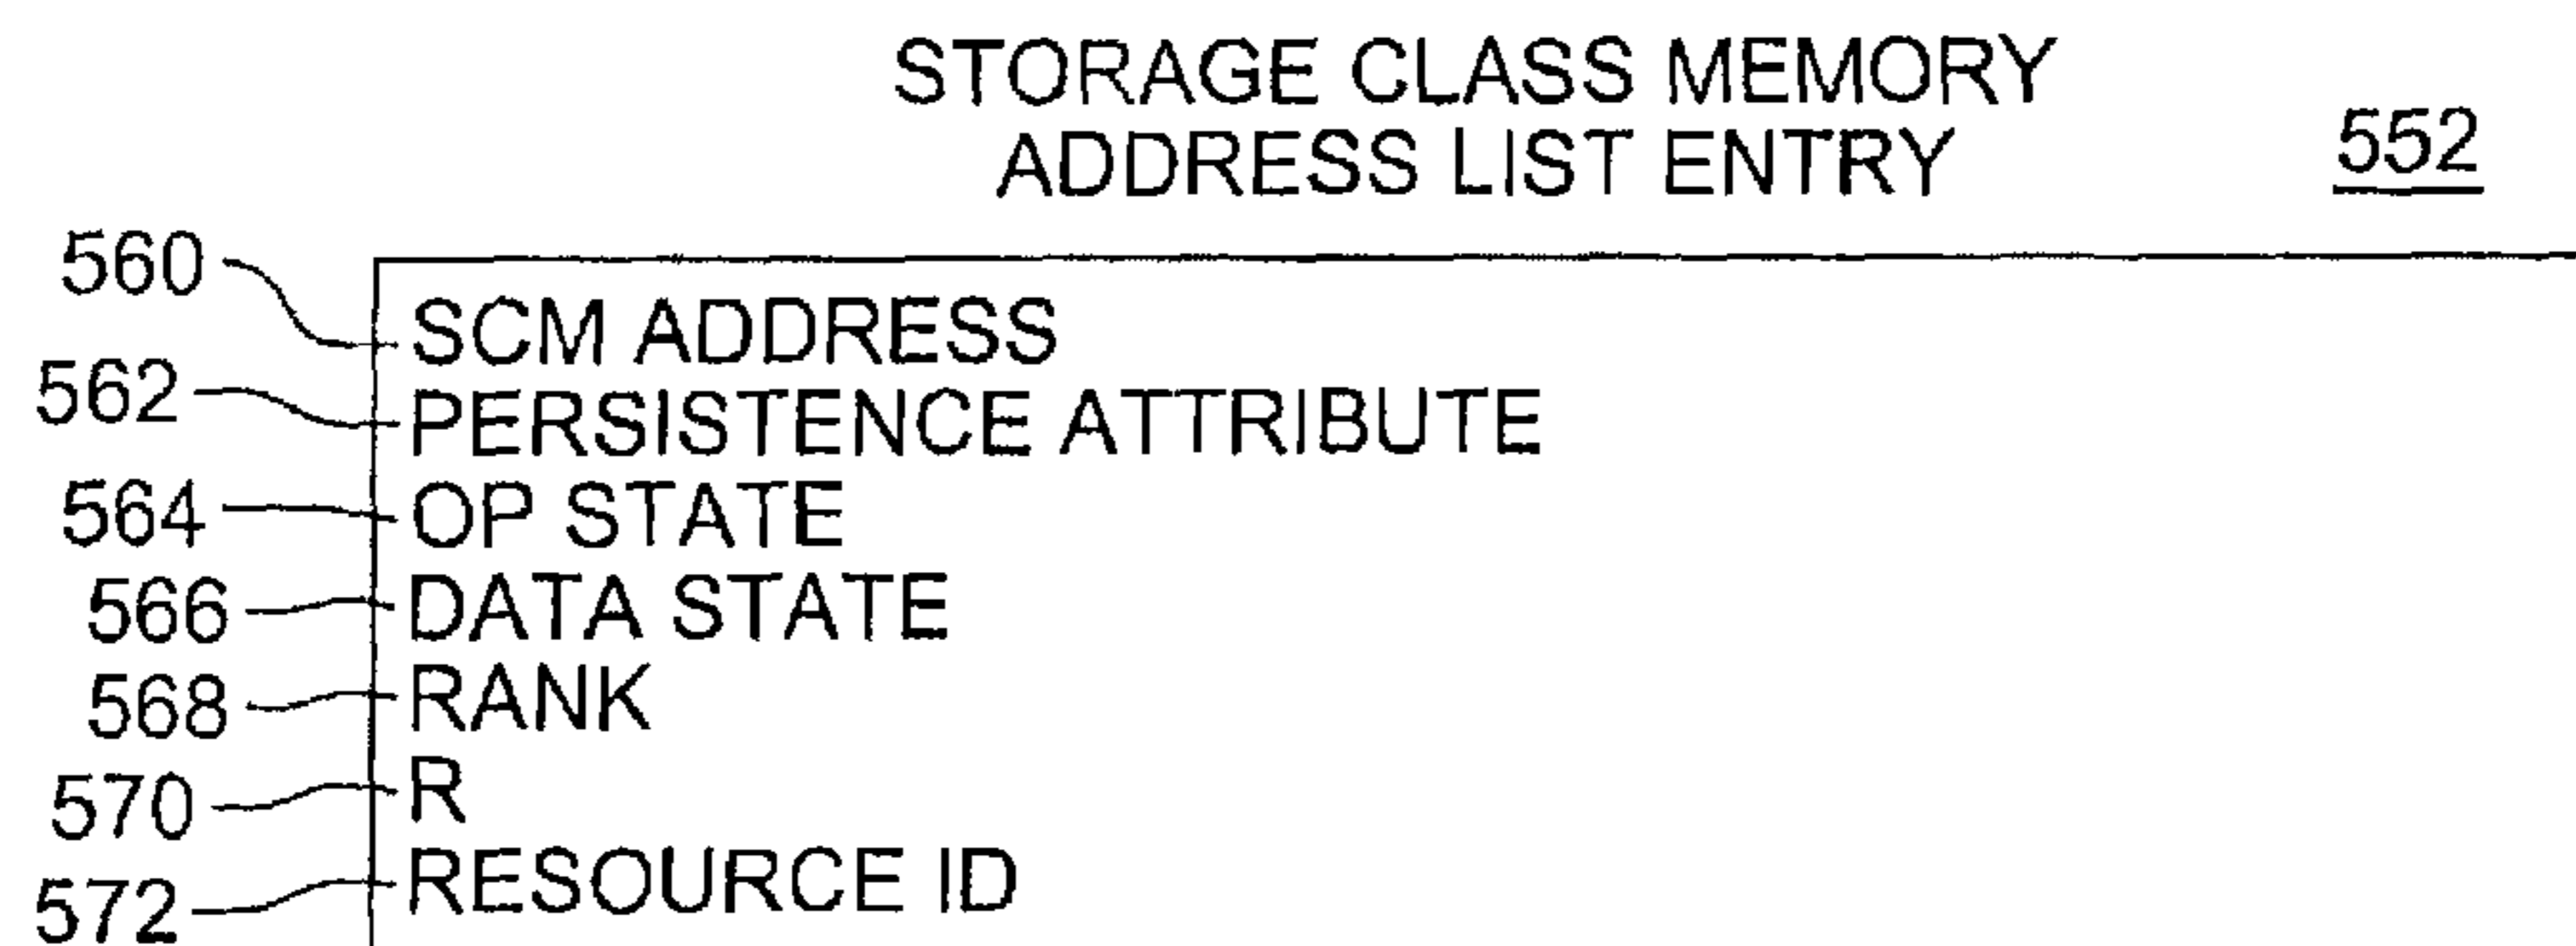 STORAGE CLASS MEMORY
ADDRESS LIST ENTRY 552
560 SCM ADDRESS
562 PERSISTENCE ATTRIBUTE
564 OP STATE
566 DATA STATE
568 RANK
570 R
572 RESOURCE ID